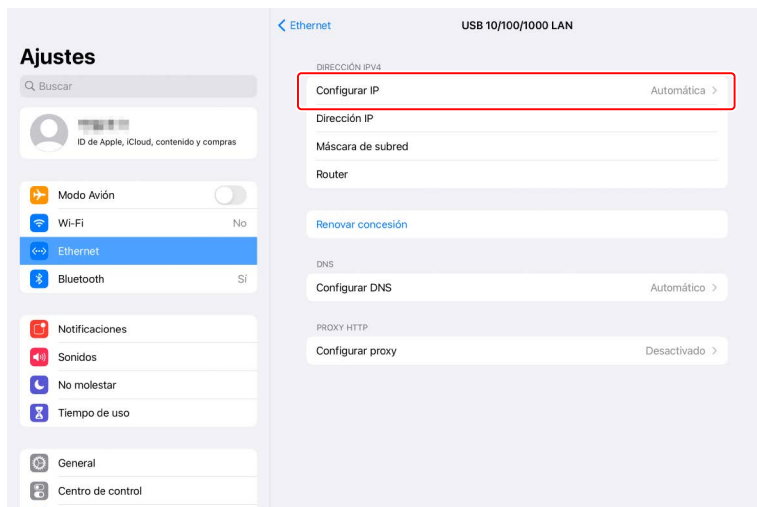 Ajustes
Buscar
ID de Apple, iCloud, contenido y compras
Modo Avión
Wi-Fi No
Ethernet
Bluetooth Sí
Notificaciones
Sonidos
No molestar
Tiempo de uso
General
Centro de control
Ethernet
USB 10/100/1000 LAN
DIRECCIÓN IPV4
Configurar IP Automática
Dirección IP
Máscara de subred
Router
Renovar concesión
DNS
Configurar DNS Automático
PROXY HTTP
Configurar proxy Desactivado